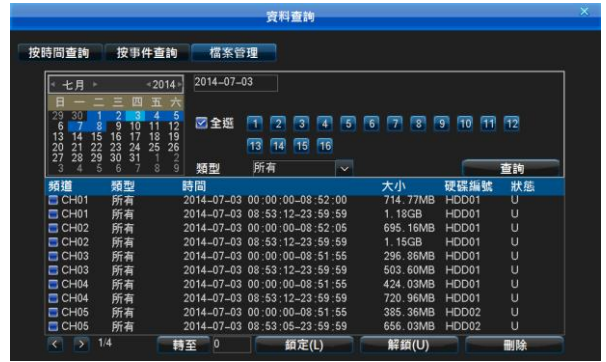 資料查詢
按時間查詢 按事件查詢 檔案管理
七月 2014 2014-07-03
日 一 二 三 四 五 六
29 30 1 2 3 4 5
6 7 8 9 10 11 12
13 14 15 16 17 18 19
20 21 22 23 24 25 26
27 28 29 30 31 1 2
3 4 5 6 7 8 9
全選 1 2 3 4 5 6 7 8 9 10 11 12
13 14 15 16
類型 所有 查詢
頻道 類型 時間 大小 硬碟編號 狀態
CH01 所有 2014-07-03 00:00:00-08:52:00 714.77MB HDD01 U
CH01 所有 2014-07-03 08:53:12-23:59:59 1.18GB HDD01 U
CH02 所有 2014-07-03 00:00:00-08:52:05 695.16MB HDD01 U
CH02 所有 2014-07-03 08:53:12-23:59:59 1.15GB HDD01 U
CH03 所有 2014-07-03 00:00:00-08:51:55 296.86MB HDD01 U
CH03 所有 2014-07-03 08:53:12-23:59:59 503.60MB HDD01 U
CH04 所有 2014-07-03 00:00:00-08:51:55 424.03MB HDD01 U
CH04 所有 2014-07-03 08:53:12-23:59:59 720.96MB HDD01 U
CH05 所有 2014-07-03 00:00:00-08:51:55 385.36MB HDD02 U
CH05 所有 2014-07-03 08:53:05-23:59:59 656.03MB HDD02 U
< > 1/4 轉至 0 鎖定(L) 解鎖(U) 刪除